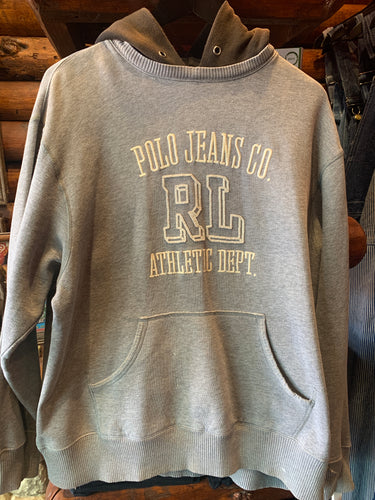 POLO JEANS CO.
RL
ATHLETIC DEPT.